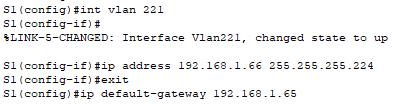 S1(config)#int vlan 221
S1(config-if)#
%LINK-5-CHANGED: Interface Vlan221, changed state to up
S1(config-if)#ip address 192.168.1.66 255.255.255.224
S1(config-if)#exit
S1(config)#ip default-gateway 192.168.1.65